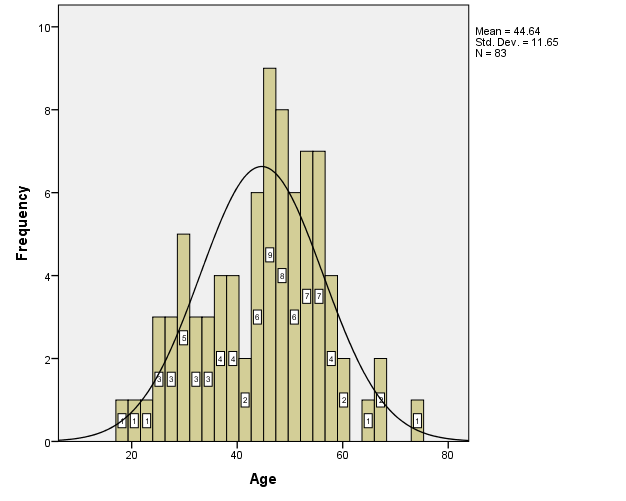 Mean = 44.64
Std. Dev. = 11.65
N = 83
10
8
6
4
2
0
Frequency
9
8
7 7
6 6
5
4 4 4
3 3 3 3
2 2 2
1 1 1 1 1
20 40 60 80
Age